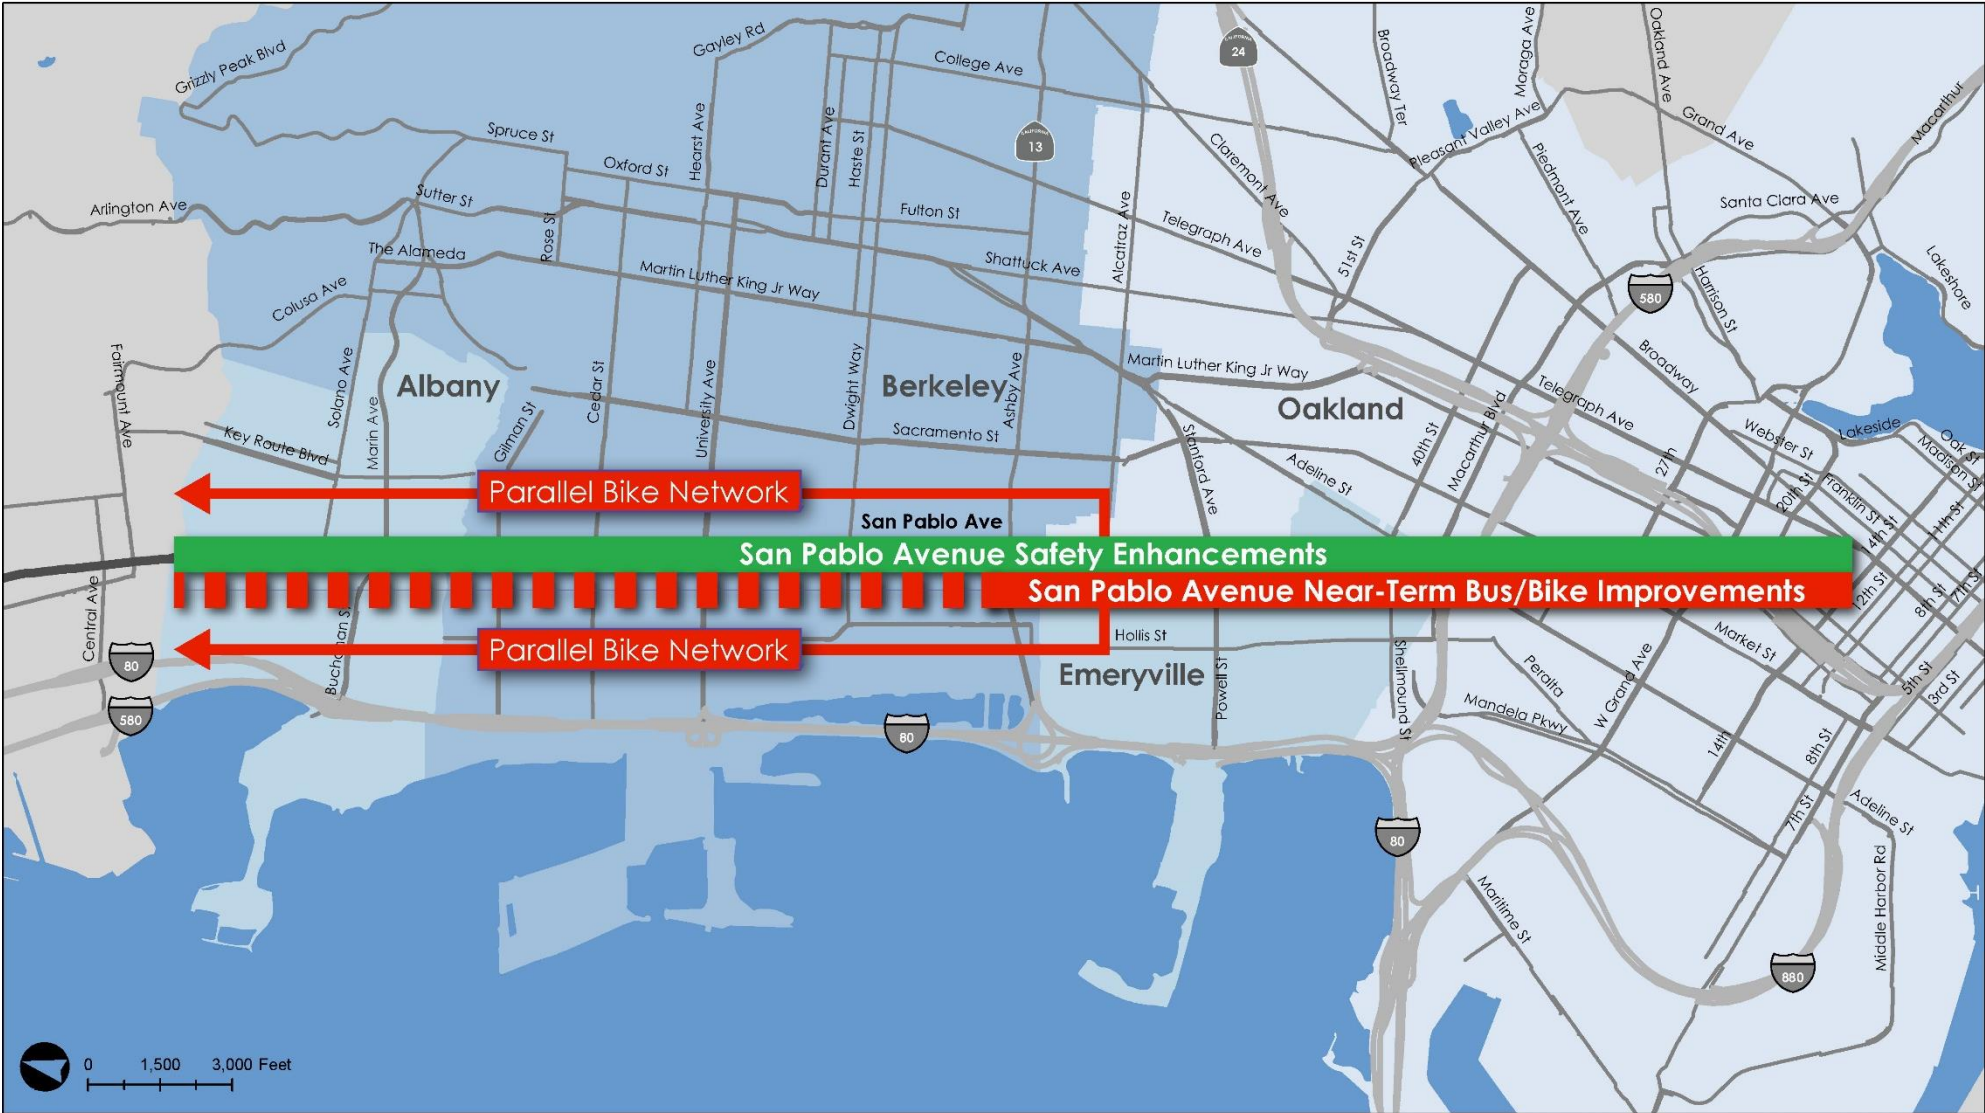 Grizzly Peak Blvd
Gayley Rd
College Ave
CALIFORNIA
24
Broadway Ter
Moraga Ave
Oakland Ave
Grand Ave
Macarthur
Spruce St
Oxford St
Hearst Ave
Durant Ave
Haste St
CALIFORNIA
13
Claremont Ave
Pleasant Valley Ave
Piedmont Ave
Santa Clara Ave
Arlington Ave
Sutter St
Rose St
Fulton St
Alcatraz Ave
Telegraph Ave
51st St
Lakeshore
The Alameda
Martin Luther King Jr Way
Shattuck Ave
580
Harrison St
Colusa Ave
Fairmount Ave
Solano Ave
Marin Ave
Albany
Cedar St
University Ave
Dwight Way
Berkeley
Ashby Ave
Martin Luther King Jr Way
Oakland
Broadway
Telegraph Ave
Key Route Blvd
Gilman St
Sacramento St
Stanford Ave
Adeline St
40th St
Macarthur Blvd
27th
Webster St
Lakeside
Oak St
Madison St
20th St
Franklin St
14th St
11th St
Parallel Bike Network
San Pablo Ave
San Pablo Avenue Safety Enhancements
San Pablo Avenue Near-Term Bus/Bike Improvements
12th St
8th St
7th St
Central Ave
80
580
Buchanan S
Parallel Bike Network
Hollis St
Emeryville
Powell St
Shellmound St
Peralta
Mandela Pkwy
W Grand Ave
Market St
5th St
3rd St
80
14th
8th St
7th St
Adeline St
80
Maritime St
Middle Harbor Rd
880
0 1,500 3,000 Feet